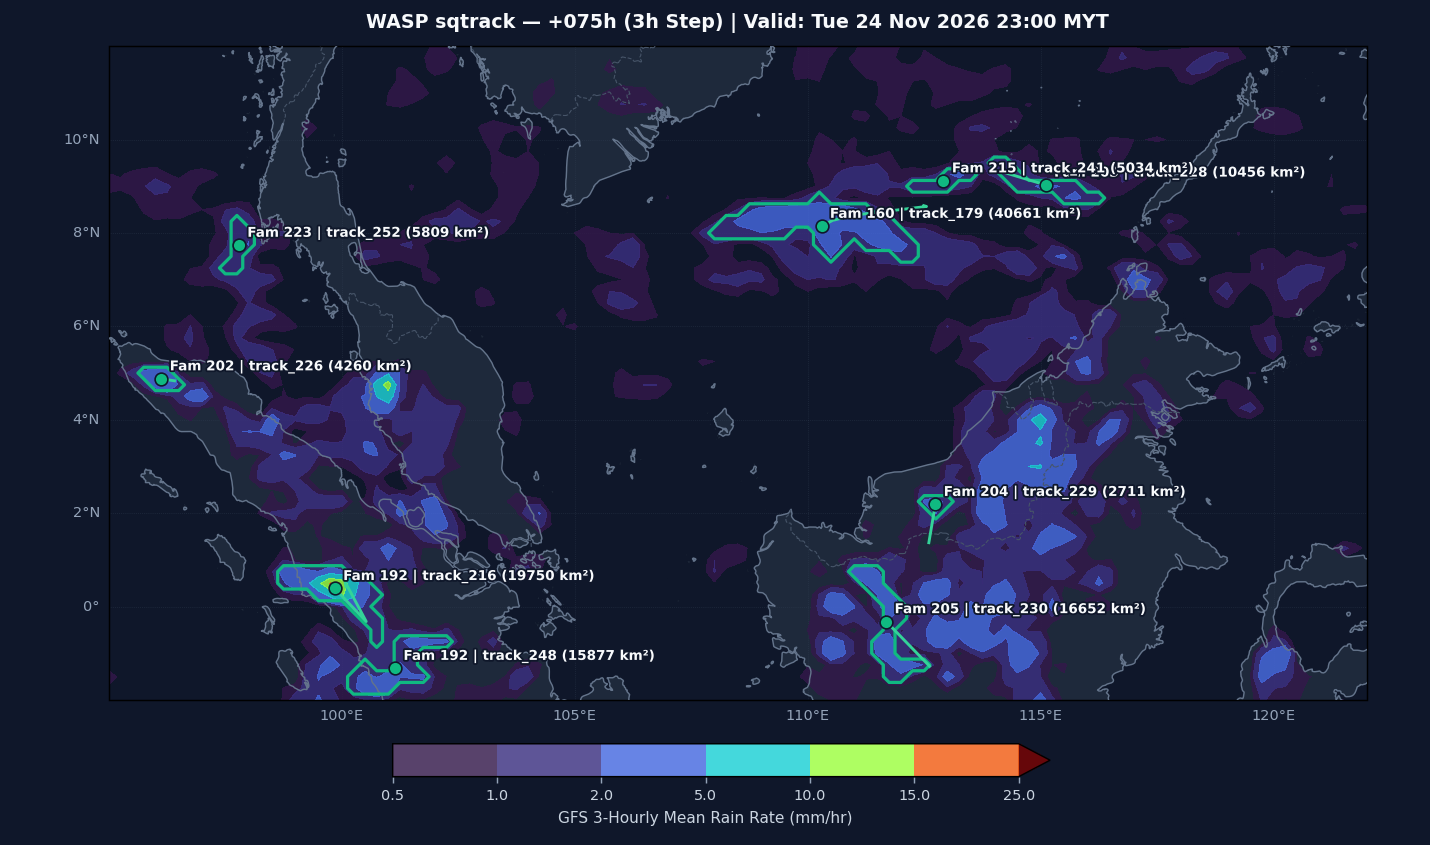 WASP sqtrack — +075h (3h Step) | Valid: Tue 24 Nov 2026 23:00 MYT
10°N
8°N
6°N
4°N
2°N
0°
Fam 215 | track_241 (5034 km²)
(10456 km²)
Fam 160 | track_179 (40661 km²)
Fam 223 | track_252 (5809 km²)
Fam 202 | track_226 (4260 km²)
Fam 204 | track_229 (2711 km²)
Fam 192 | track_216 (19750 km²)
Fam 205 | track_230 (16652 km²)
Fam 192 | track_248 (15877 km²)
100°E 105°E 110°E 115°E 120°E
0.5 1.0 2.0 5.0 10.0 15.0 25.0
GFS 3-Hourly Mean Rain Rate (mm/hr)